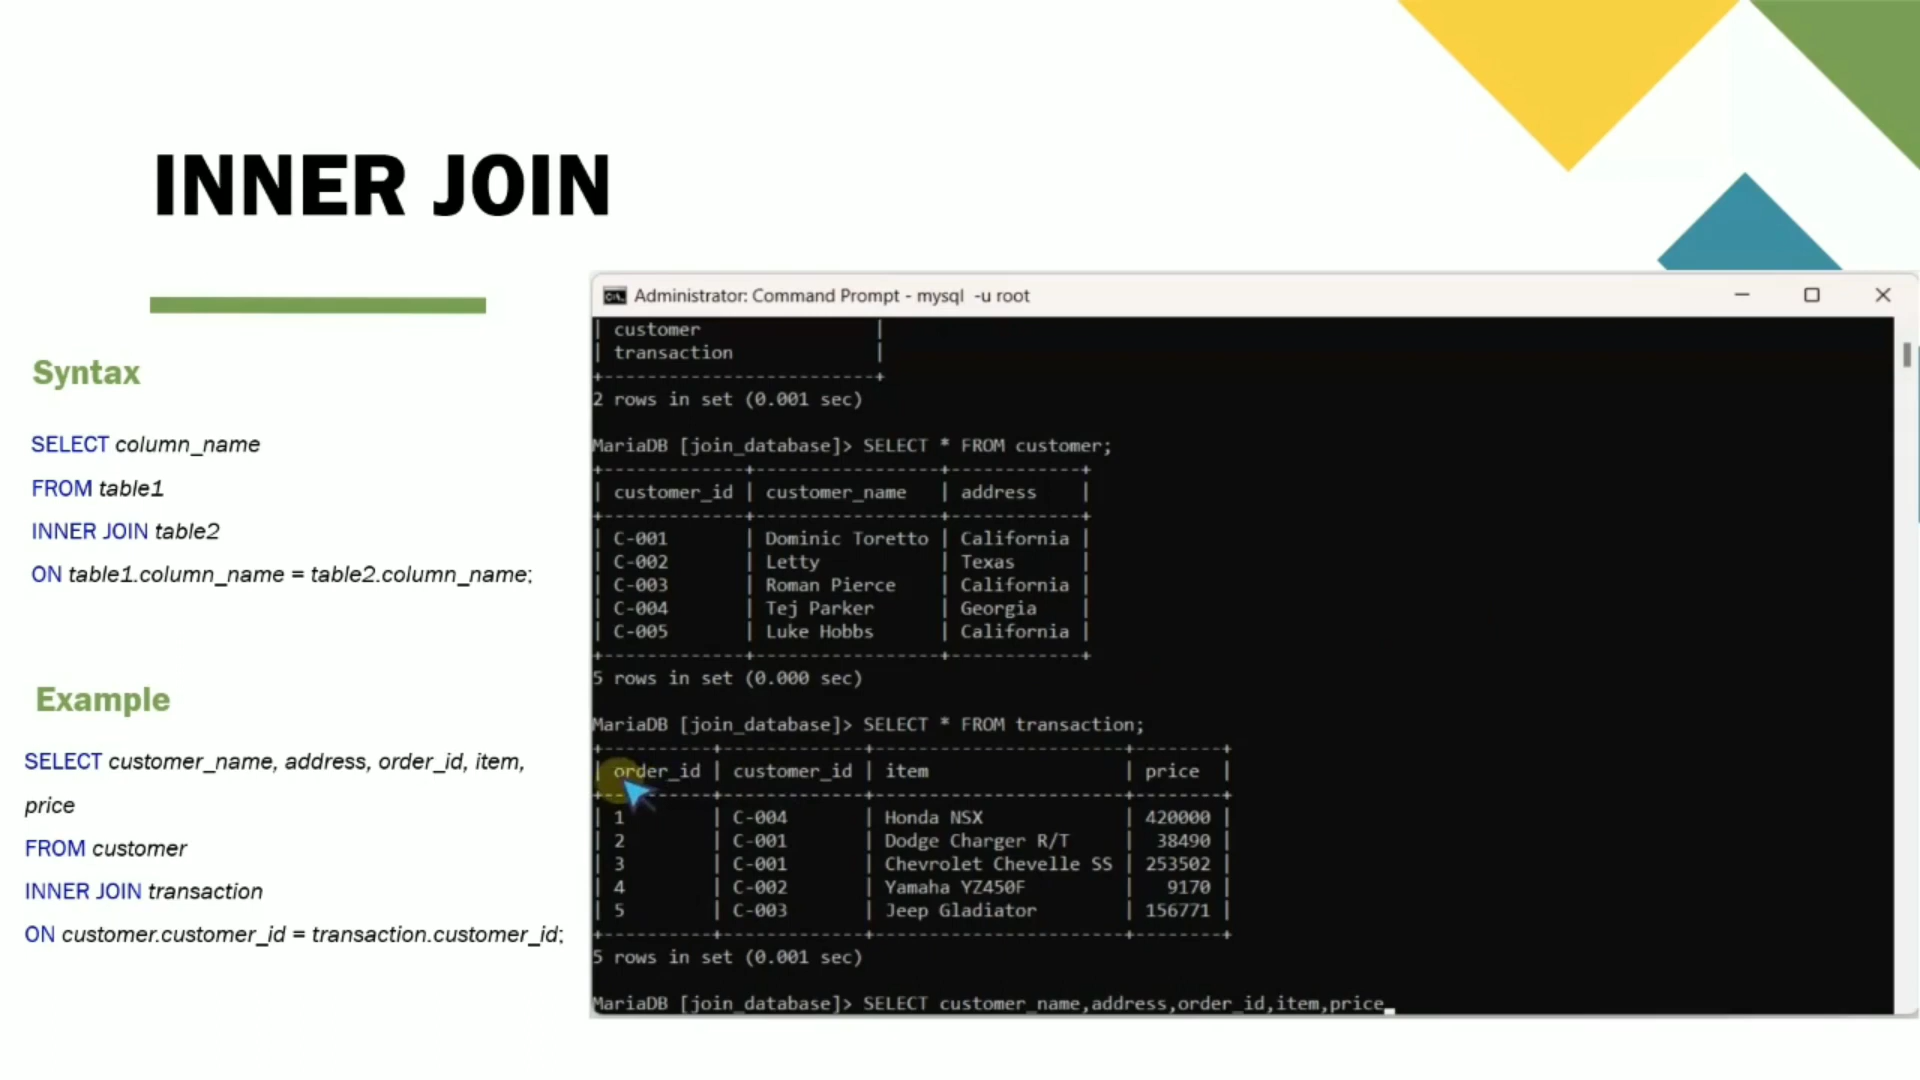 INNER JOIN
Syntax
SELECT column_name
FROM table1
INNER JOIN table2
ON table1.column_name = table2.column_name;
Example
SELECT customer_name, address, order_id, item,
price
FROM customer
INNER JOIN transaction
ON customer.customer_id = transaction.customer_id;
Administrator: Command Prompt - mysql -u root
| customer |
| transaction |
+-------------------------+
2 rows in set (0.001 sec)
MariaDB [join_database]> SELECT * FROM customer;
+-------------+-----------------+------------+
| customer_id | customer_name | address |
+-------------+-----------------+------------+
| C-001 | Dominic Toretto | California |
| C-002 | Letty | Texas |
| C-003 | Roman Pierce | California |
| C-004 | Tej Parker | Georgia |
| C-005 | Luke Hobbs | California |
+-------------+-----------------+------------+
5 rows in set (0.000 sec)
MariaDB [join_database]> SELECT * FROM transaction;
+----------+-------------+-----------------------+--------+
| order_id | customer_id | item | price |
+----------+-------------+-----------------------+--------+
| 1 | C-004 | Honda NSX | 420000 |
| 2 | C-001 | Dodge Charger R/T | 38490 |
| 3 | C-001 | Chevrolet Chevelle SS | 253502 |
| 4 | C-002 | Yamaha YZ450F | 9170 |
| 5 | C-003 | Jeep Gladiator | 156771 |
+----------+-------------+-----------------------+--------+
5 rows in set (0.001 sec)
MariaDB [join_database]> SELECT customer_name,address,order_id,item,price_